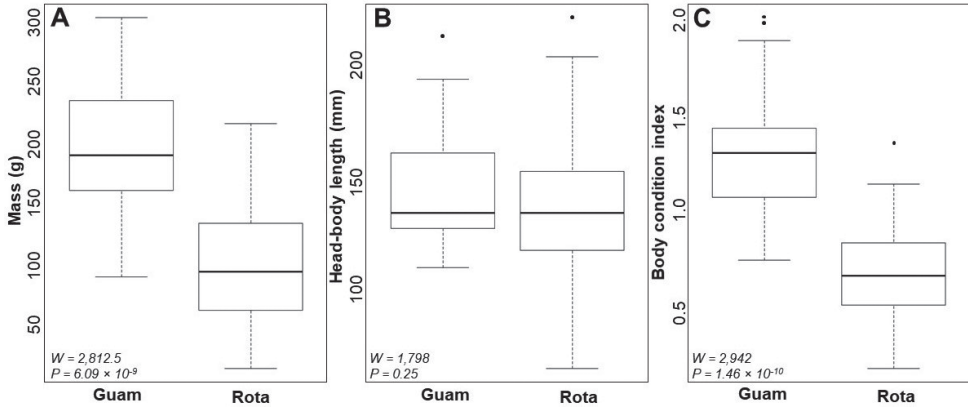 A
Mass (g)
300
250
200
150
100
50
W = 2,812.5
P = 6.09 × 10-9
Guam
Rota
B
Head-body length (mm)
200
150
100
W = 1,798
P = 0.25
Guam
Rota
C
Body condition index
2.0
1.5
1.0
0.5
W = 2,942
P = 1.46 × 10-10
Guam
Rota